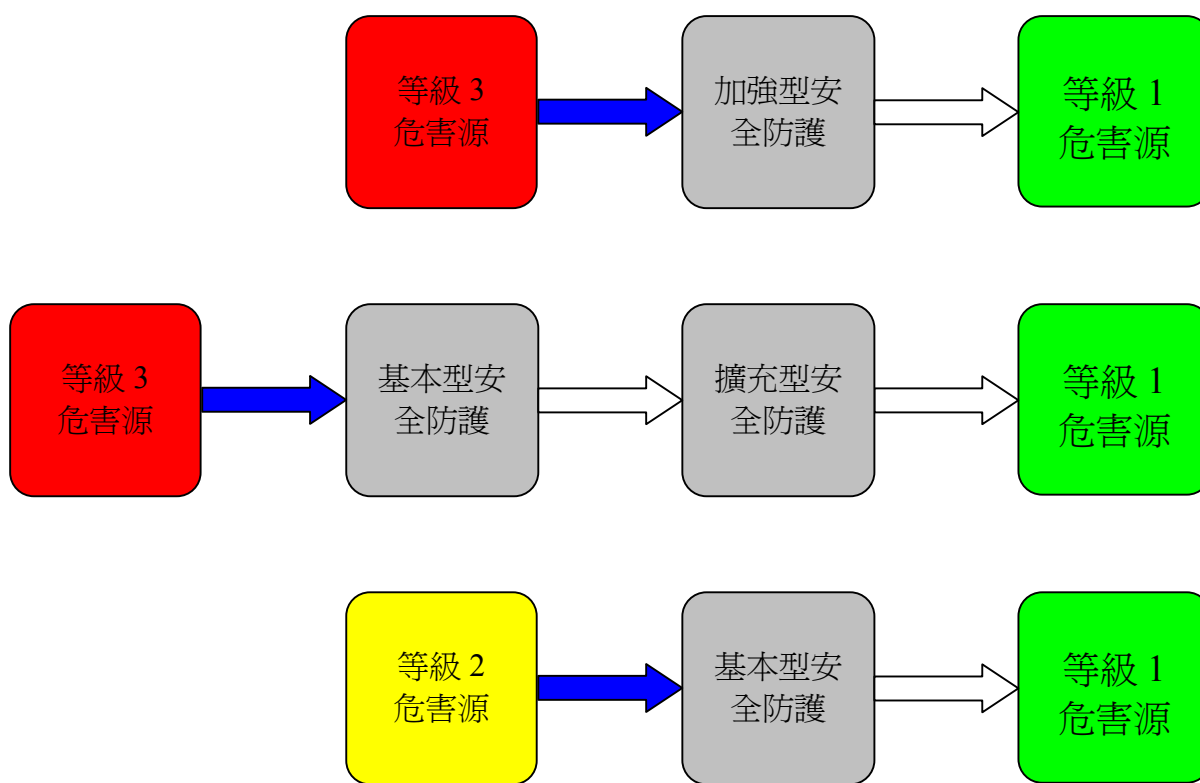 等級 3
危害源
加強型安
全防護
等級 1
危害源
等級 3
危害源
基本型安
全防護
擴充型安
全防護
等級 1
危害源
等級 2
危害源
基本型安
全防護
等級 1
危害源